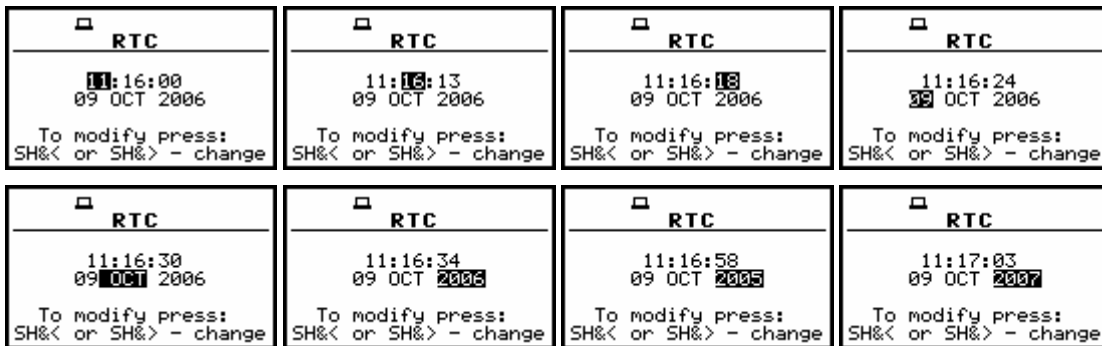 RTC
11:16:00
09 OCT 2006
To modify press:
SH&< or SH&> - change
RTC
11:16:13
09 OCT 2006
To modify press:
SH&< or SH&> - change
RTC
11:16:18
09 OCT 2006
To modify press:
SH&< or SH&> - change
RTC
11:16:24
09 OCT 2006
To modify press:
SH&< or SH&> - change
RTC
11:16:30
09 OCT 2006
To modify press:
SH&< or SH&> - change
RTC
11:16:34
09 OCT 2006
To modify press:
SH&< or SH&> - change
RTC
11:16:58
09 OCT 2005
To modify press:
SH&< or SH&> - change
RTC
11:17:03
09 OCT 2007
To modify press:
SH&< or SH&> - change